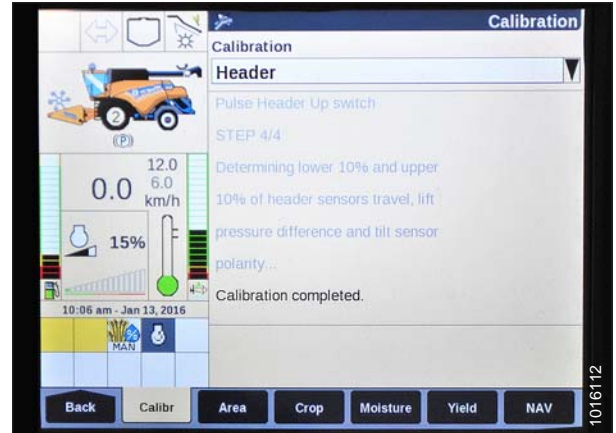 Calibration
Calibration
Header
Pulse Header Up switch
STEP 4/4
Determining lower 10% and upper
10% of header sensors travel, lift
pressure difference and tilt sensor
polarity...
Calibration completed.
2
(P)
12.0
0.0
6.0
km/h
15%
10:06 am - Jan 13, 2016
MAN
Back
Calibr
Area
Crop
Moisture
Yield
NAV
1016112